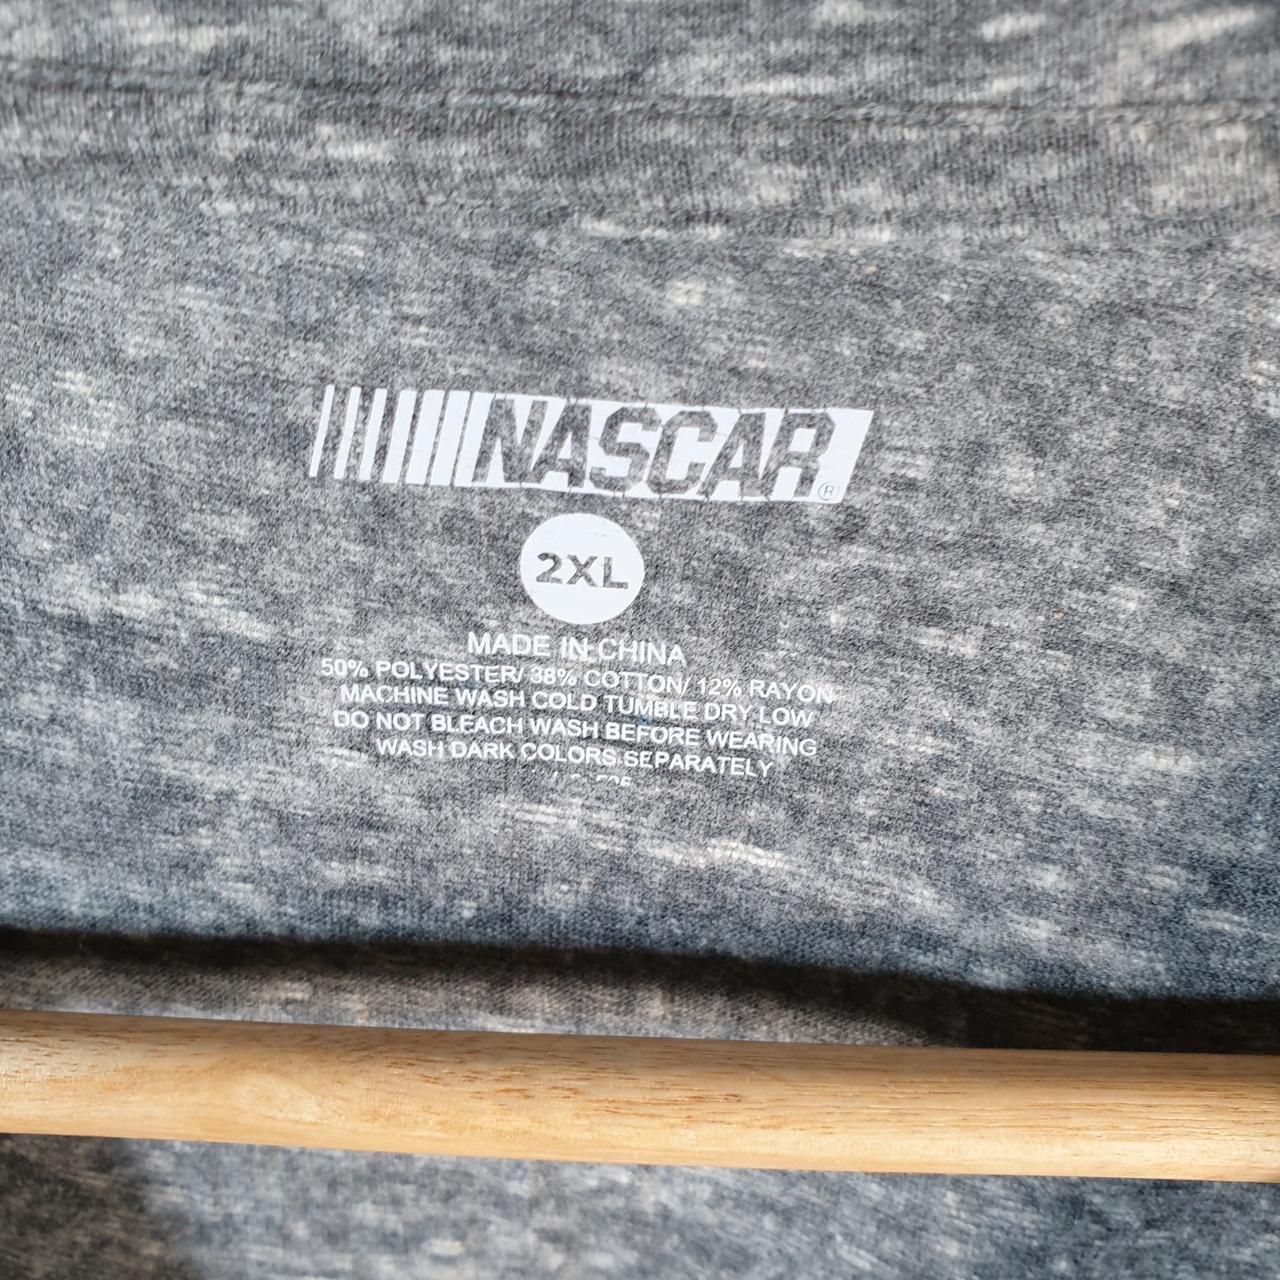 NASCAR®
2XL
MADE IN CHINA
50% POLYESTER/ 38% COTTON/ 12% RAYON
MACHINE WASH COLD TUMBLE DRY LOW
DO NOT BLEACH WASH BEFORE WEARING
WASH DARK COLORS SEPARATELY